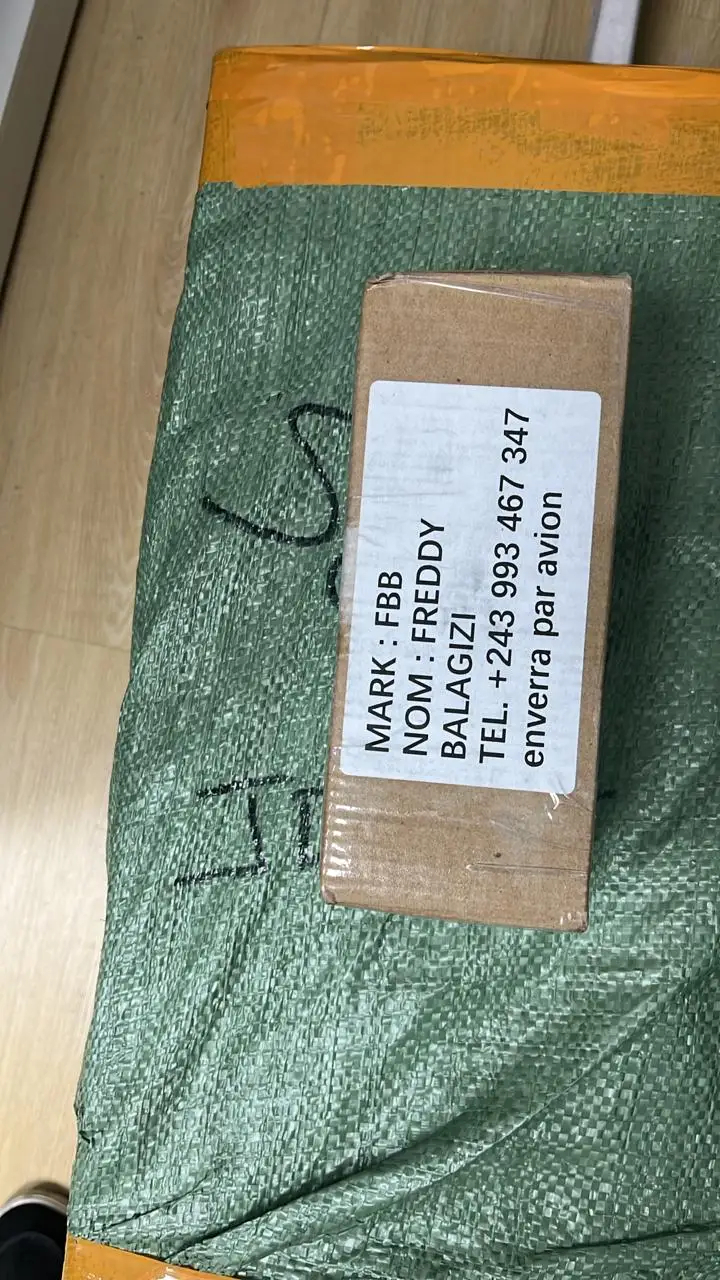 MARK : FBB
NOM : FREDDY
BALAGIZI
TEL. +243 993 467 347
enverra par avion